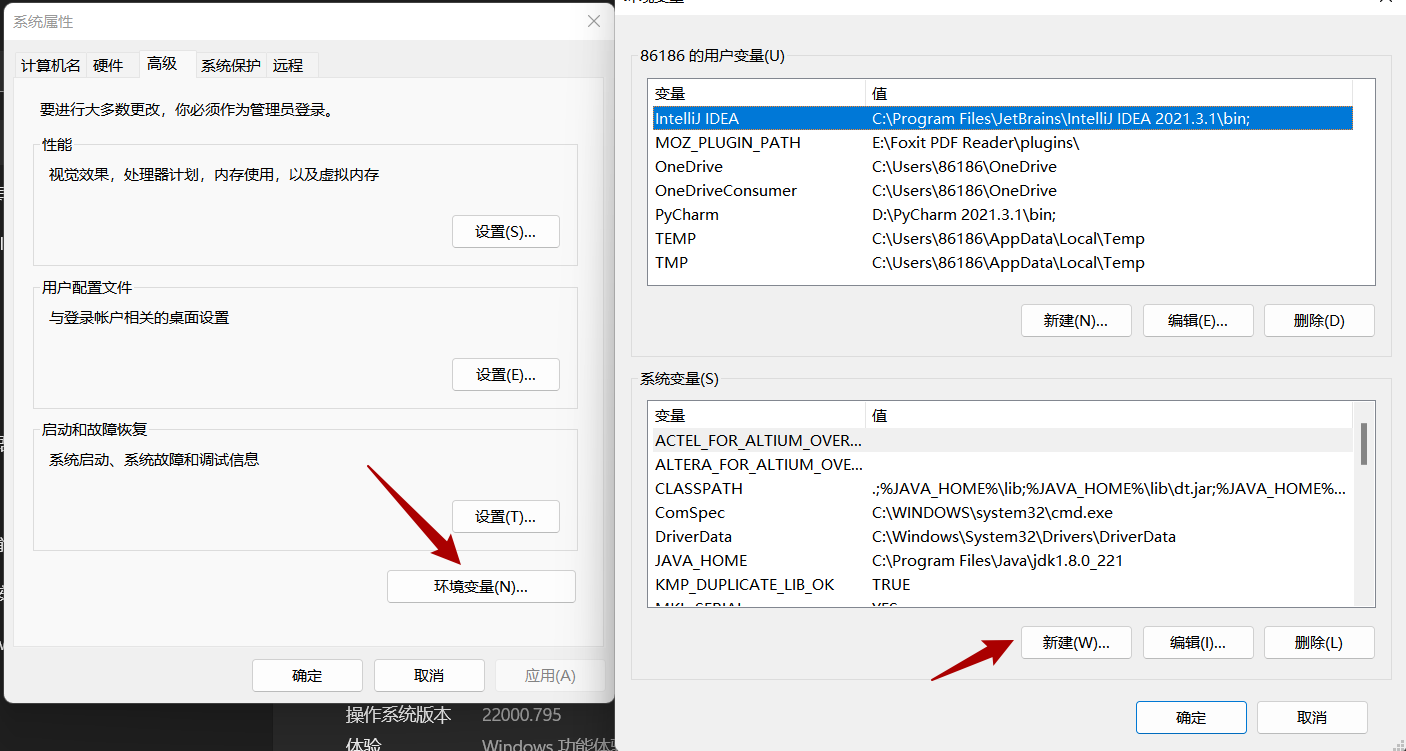 系统属性
计算机名
硬件
高级
系统保护
远程
要进行大多数更改，你必须作为管理员登录。
性能
视觉效果，处理器计划，内存使用，以及虚拟内存
设置(S)...
用户配置文件
与登录帐户相关的桌面设置
设置(E)...
启动和故障恢复
系统启动、系统故障和调试信息
设置(T)...
环境变量(N)...
确定
取消
应用(A)
操作系统版本 22000.795
体验 Windows 功能体
86186 的用户变量(U)
变量 值
IntelliJ IDEA C:\Program Files\JetBrains\IntelliJ IDEA 2021.3.1\bin;
MOZ_PLUGIN_PATH E:\Foxit PDF Reader\plugins\
OneDrive C:\Users\86186\OneDrive
OneDriveConsumer C:\Users\86186\OneDrive
PyCharm D:\PyCharm 2021.3.1\bin;
TEMP C:\Users\86186\AppData\Local\Temp
TMP C:\Users\86186\AppData\Local\Temp
新建(N)...
编辑(E)...
删除(D)
系统变量(S)
变量 值
ACTEL_FOR_ALTIUM_OVER...
ALTERA_FOR_ALTIUM_OVE...
CLASSPATH .;%JAVA_HOME%\lib;%JAVA_HOME%\lib\dt.jar;%JAVA_HOME%...
ComSpec C:\WINDOWS\system32\cmd.exe
DriverData C:\Windows\System32\Drivers\DriverData
JAVA_HOME C:\Program Files\Java\jdk1.8.0_221
KMP_DUPLICATE_LIB_OK TRUE
新建(W)...
编辑(I)...
删除(L)
确定
取消